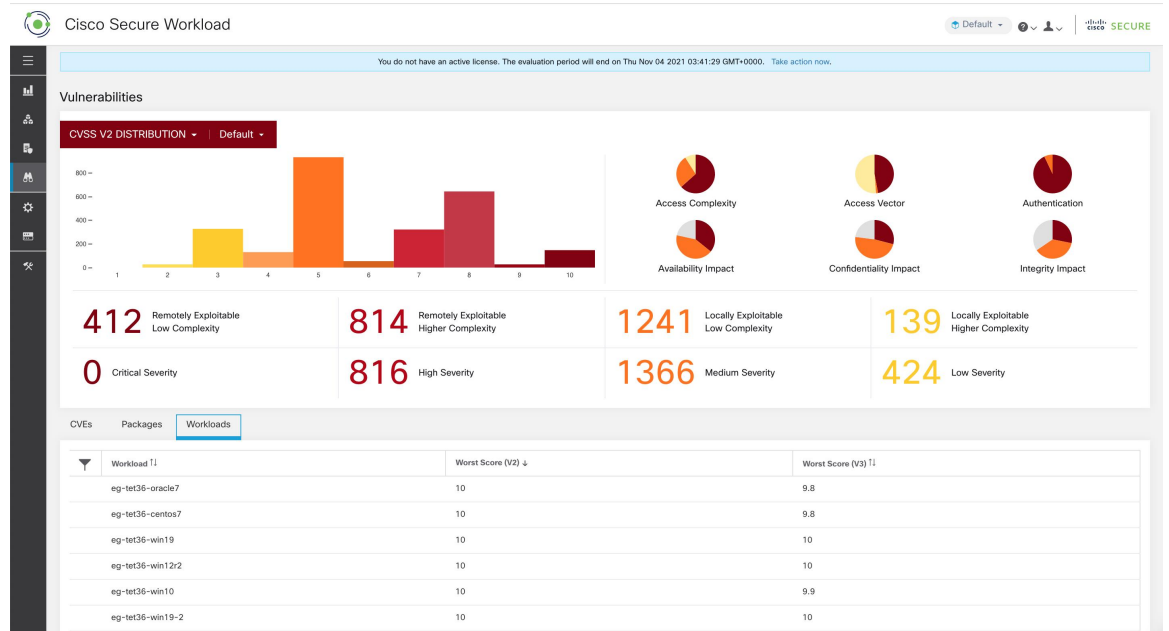 Cisco Secure Workload
Default
cisco SECURE
You do not have an active license. The evaluation period will end on Thu Nov 04 2021 03:41:29 GMT+0000. Take action now.
Vulnerabilities
CVSS V2 DISTRIBUTION | Default
800
600
400
200
0
1 2 3 4 5 6 7 8 9 10
Access Complexity
Access Vector
Authentication
Availability Impact
Confidentiality Impact
Integrity Impact
412 Remotely Exploitable
Low Complexity
814 Remotely Exploitable
Higher Complexity
1241 Locally Exploitable
Low Complexity
139 Locally Exploitable
Higher Complexity
0 Critical Severity
816 High Severity
1366 Medium Severity
424 Low Severity
CVEs Packages Workloads
Workload ↑↓ Worst Score (V2) ↓ Worst Score (V3) ↑↓
eg-tet36-oracle7 10 9.8
eg-tet36-centos7 10 9.8
eg-tet36-win19 10 10
eg-tet36-win12r2 10 10
eg-tet36-win10 10 9.9
eg-tet36-win19-2 10 10